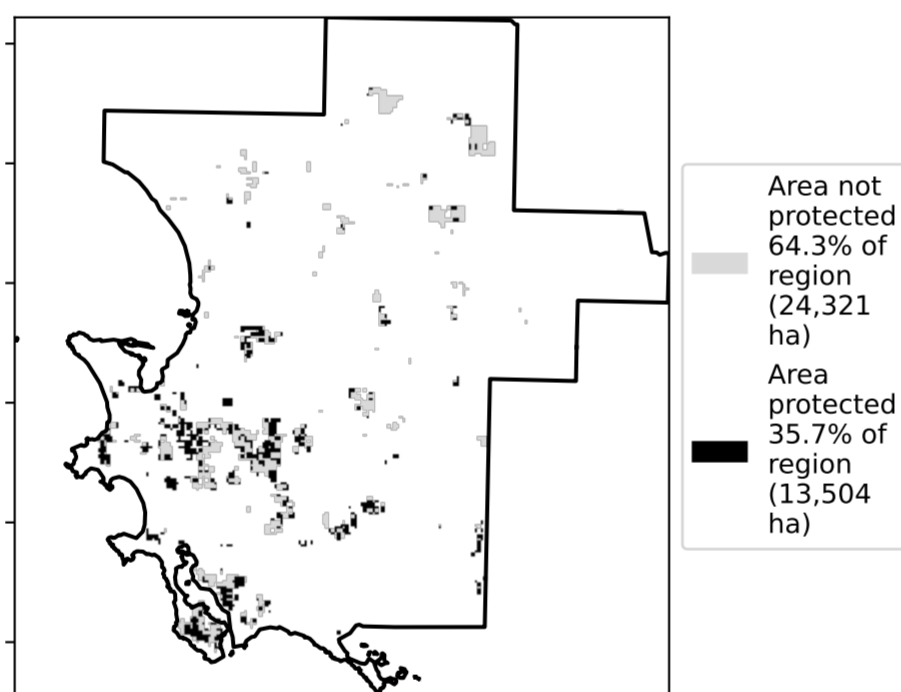 Area not
protected
64.3% of
region
(24,321
ha)
Area
protected
35.7% of
region
(13,504
ha)